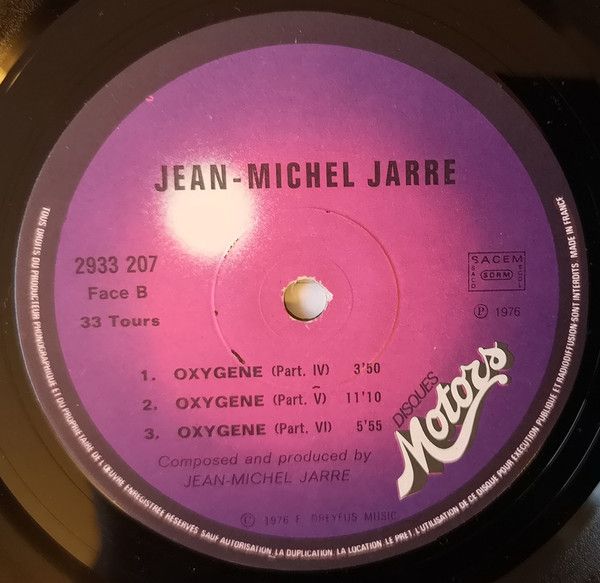 JEAN-MICHEL JARRE
2933 207
Face B
33 Tours
SACEM
SACD
SDRM
SGDL
Ⓟ 1976
1. OXYGENE (Part. IV) 3'50
2. OXYGENE (Part. V) 11'10
3. OXYGENE (Part. VI) 5'55
Composed and produced by
JEAN-MICHEL JARRE
DISQUES
Motors
© 1976 F. DREYFUS MUSIC.
TOUS DROITS DU PRODUCTEUR PHONOGRAPHIQUE ET DU PROPRIETAIRE DE L'ŒUVRE ENREGISTREE RESERVES SAUF AUTORISATION, LA DUPLICATION, LA LOCATION, LE PRET, L'UTILISATION DE CE DISQUE POUR EXECUTION PUBLIQUE ET RADIODIFFUSION SONT INTERDITS. MADE IN FRANCE